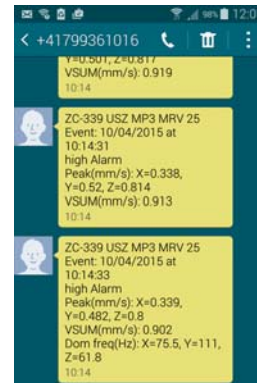 98% 12:0
+41799361016
Y=0.501, Z=0.817
VSUM(mm/s): 0.919
10:14
ZC-339 USZ MP3 MRV 25
Event: 10/04/2015 at
10:14:31
high Alarm
Peak(mm/s): X=0.338,
Y=0.52, Z=0.814
VSUM(mm/s): 0.913
10:14
ZC-339 USZ MP3 MRV 25
Event: 10/04/2015 at
10:14:33
high Alarm
Peak(mm/s): X=0.339,
Y=0.482, Z=0.8
VSUM(mm/s): 0.902
Dom freq(Hz): X=75.5, Y=111,
Z=61.8
10:14